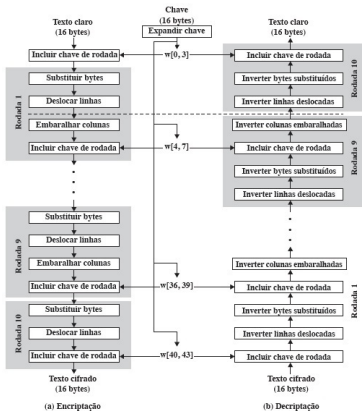 Chave
(16 bytes)
Expandir chave
Texto claro
(16 bytes)
Incluir chave de rodada
Rodada 1
Substituir bytes
Deslocar linhas
Embaralhar colunas
Incluir chave de rodada
Rodada 9
Substituir bytes
Deslocar linhas
Embaralhar colunas
Incluir chave de rodada
Rodada 10
Substituir bytes
Deslocar linhas
Incluir chave de rodada
Texto cifrado
(16 bytes)
(a) Encriptação
w[0, 3]
w[4, 7]
w[36, 39]
w[40, 43]
Texto claro
(16 bytes)
Incluir chave de rodada
Inverter bytes substituídos
Inverter linhas deslocadas
Rodada 10
Inverter colunas embaralhadas
Incluir chave de rodada
Inverter bytes substituídos
Inverter linhas deslocadas
Rodada 9
Inverter colunas embaralhadas
Incluir chave de rodada
Inverter bytes substituídos
Inverter linhas deslocadas
Rodada 1
Incluir chave de rodada
Texto cifrado
(16 bytes)
(b) Decriptação